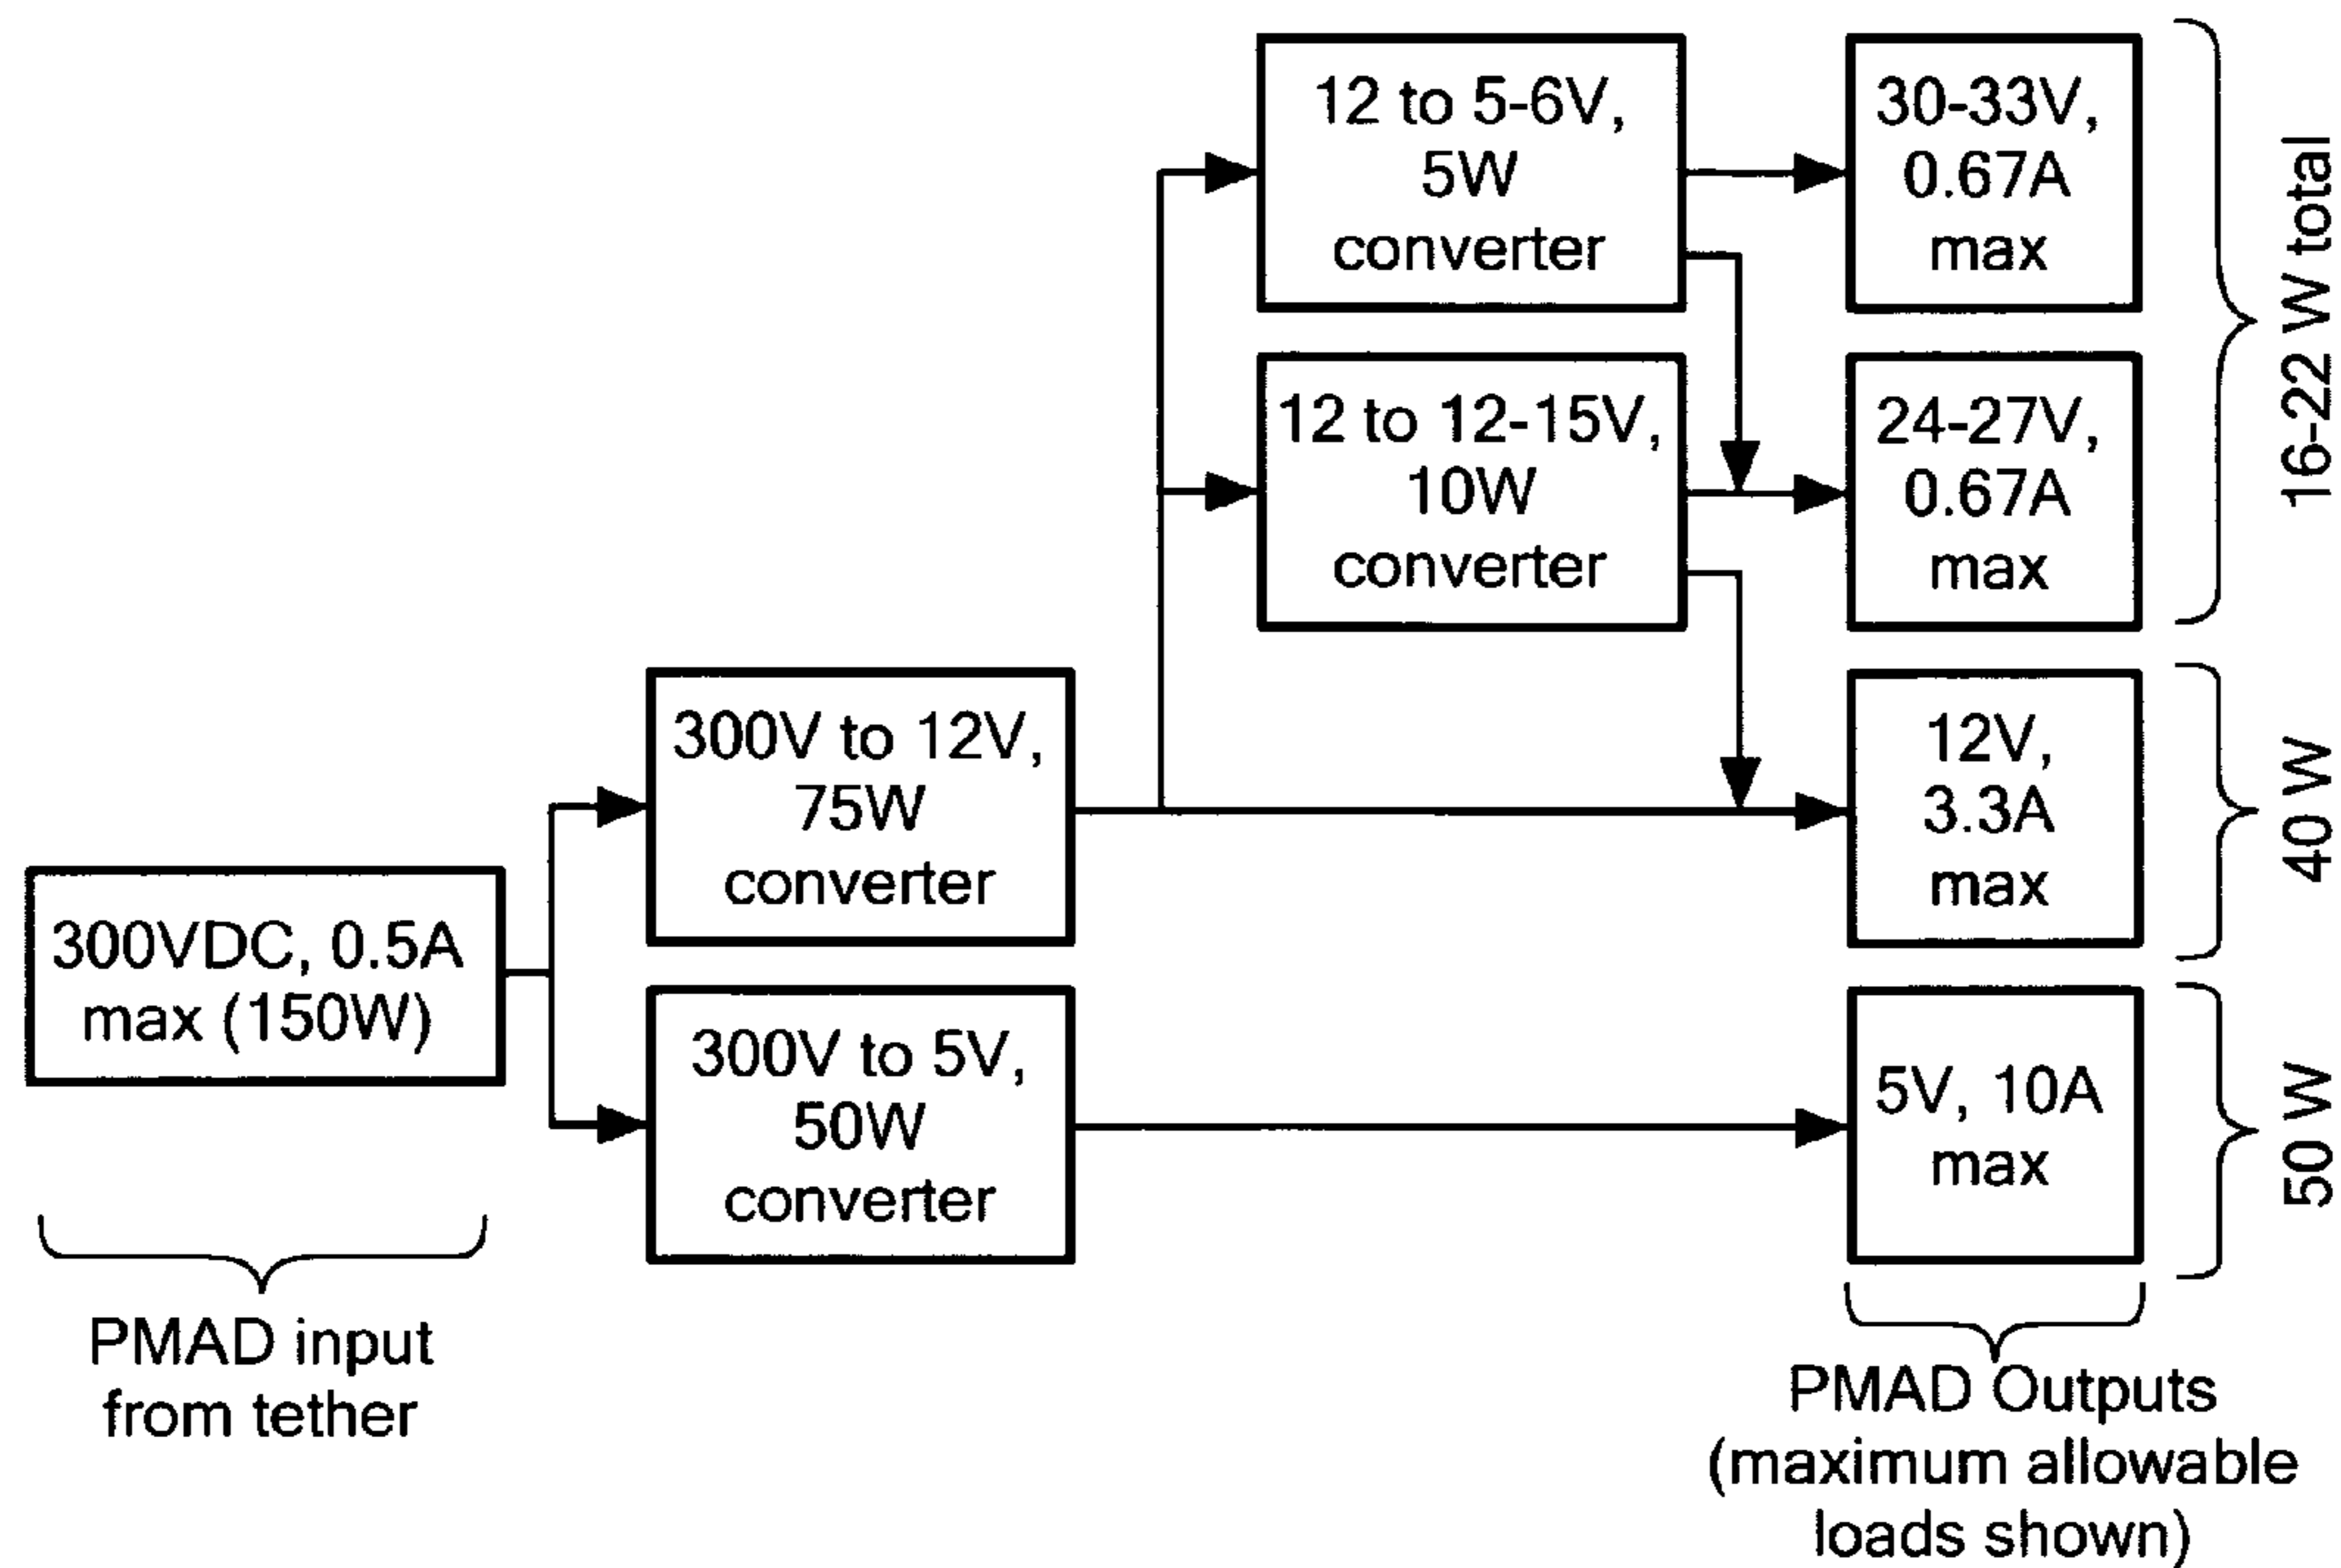 12 to 5-6V,
5W
converter
30-33V,
0.67A
max
16-22 W total
12 to 12-15V,
10W
converter
24-27V,
0.67A
max
300V to 12V,
75W
converter
12V,
3.3A
max
40 W
300VDC, 0.5A
max (150W)
300V to 5V,
50W
converter
5V, 10A
max
50 W
PMAD input
from tether
PMAD Outputs
(maximum allowable
loads shown)